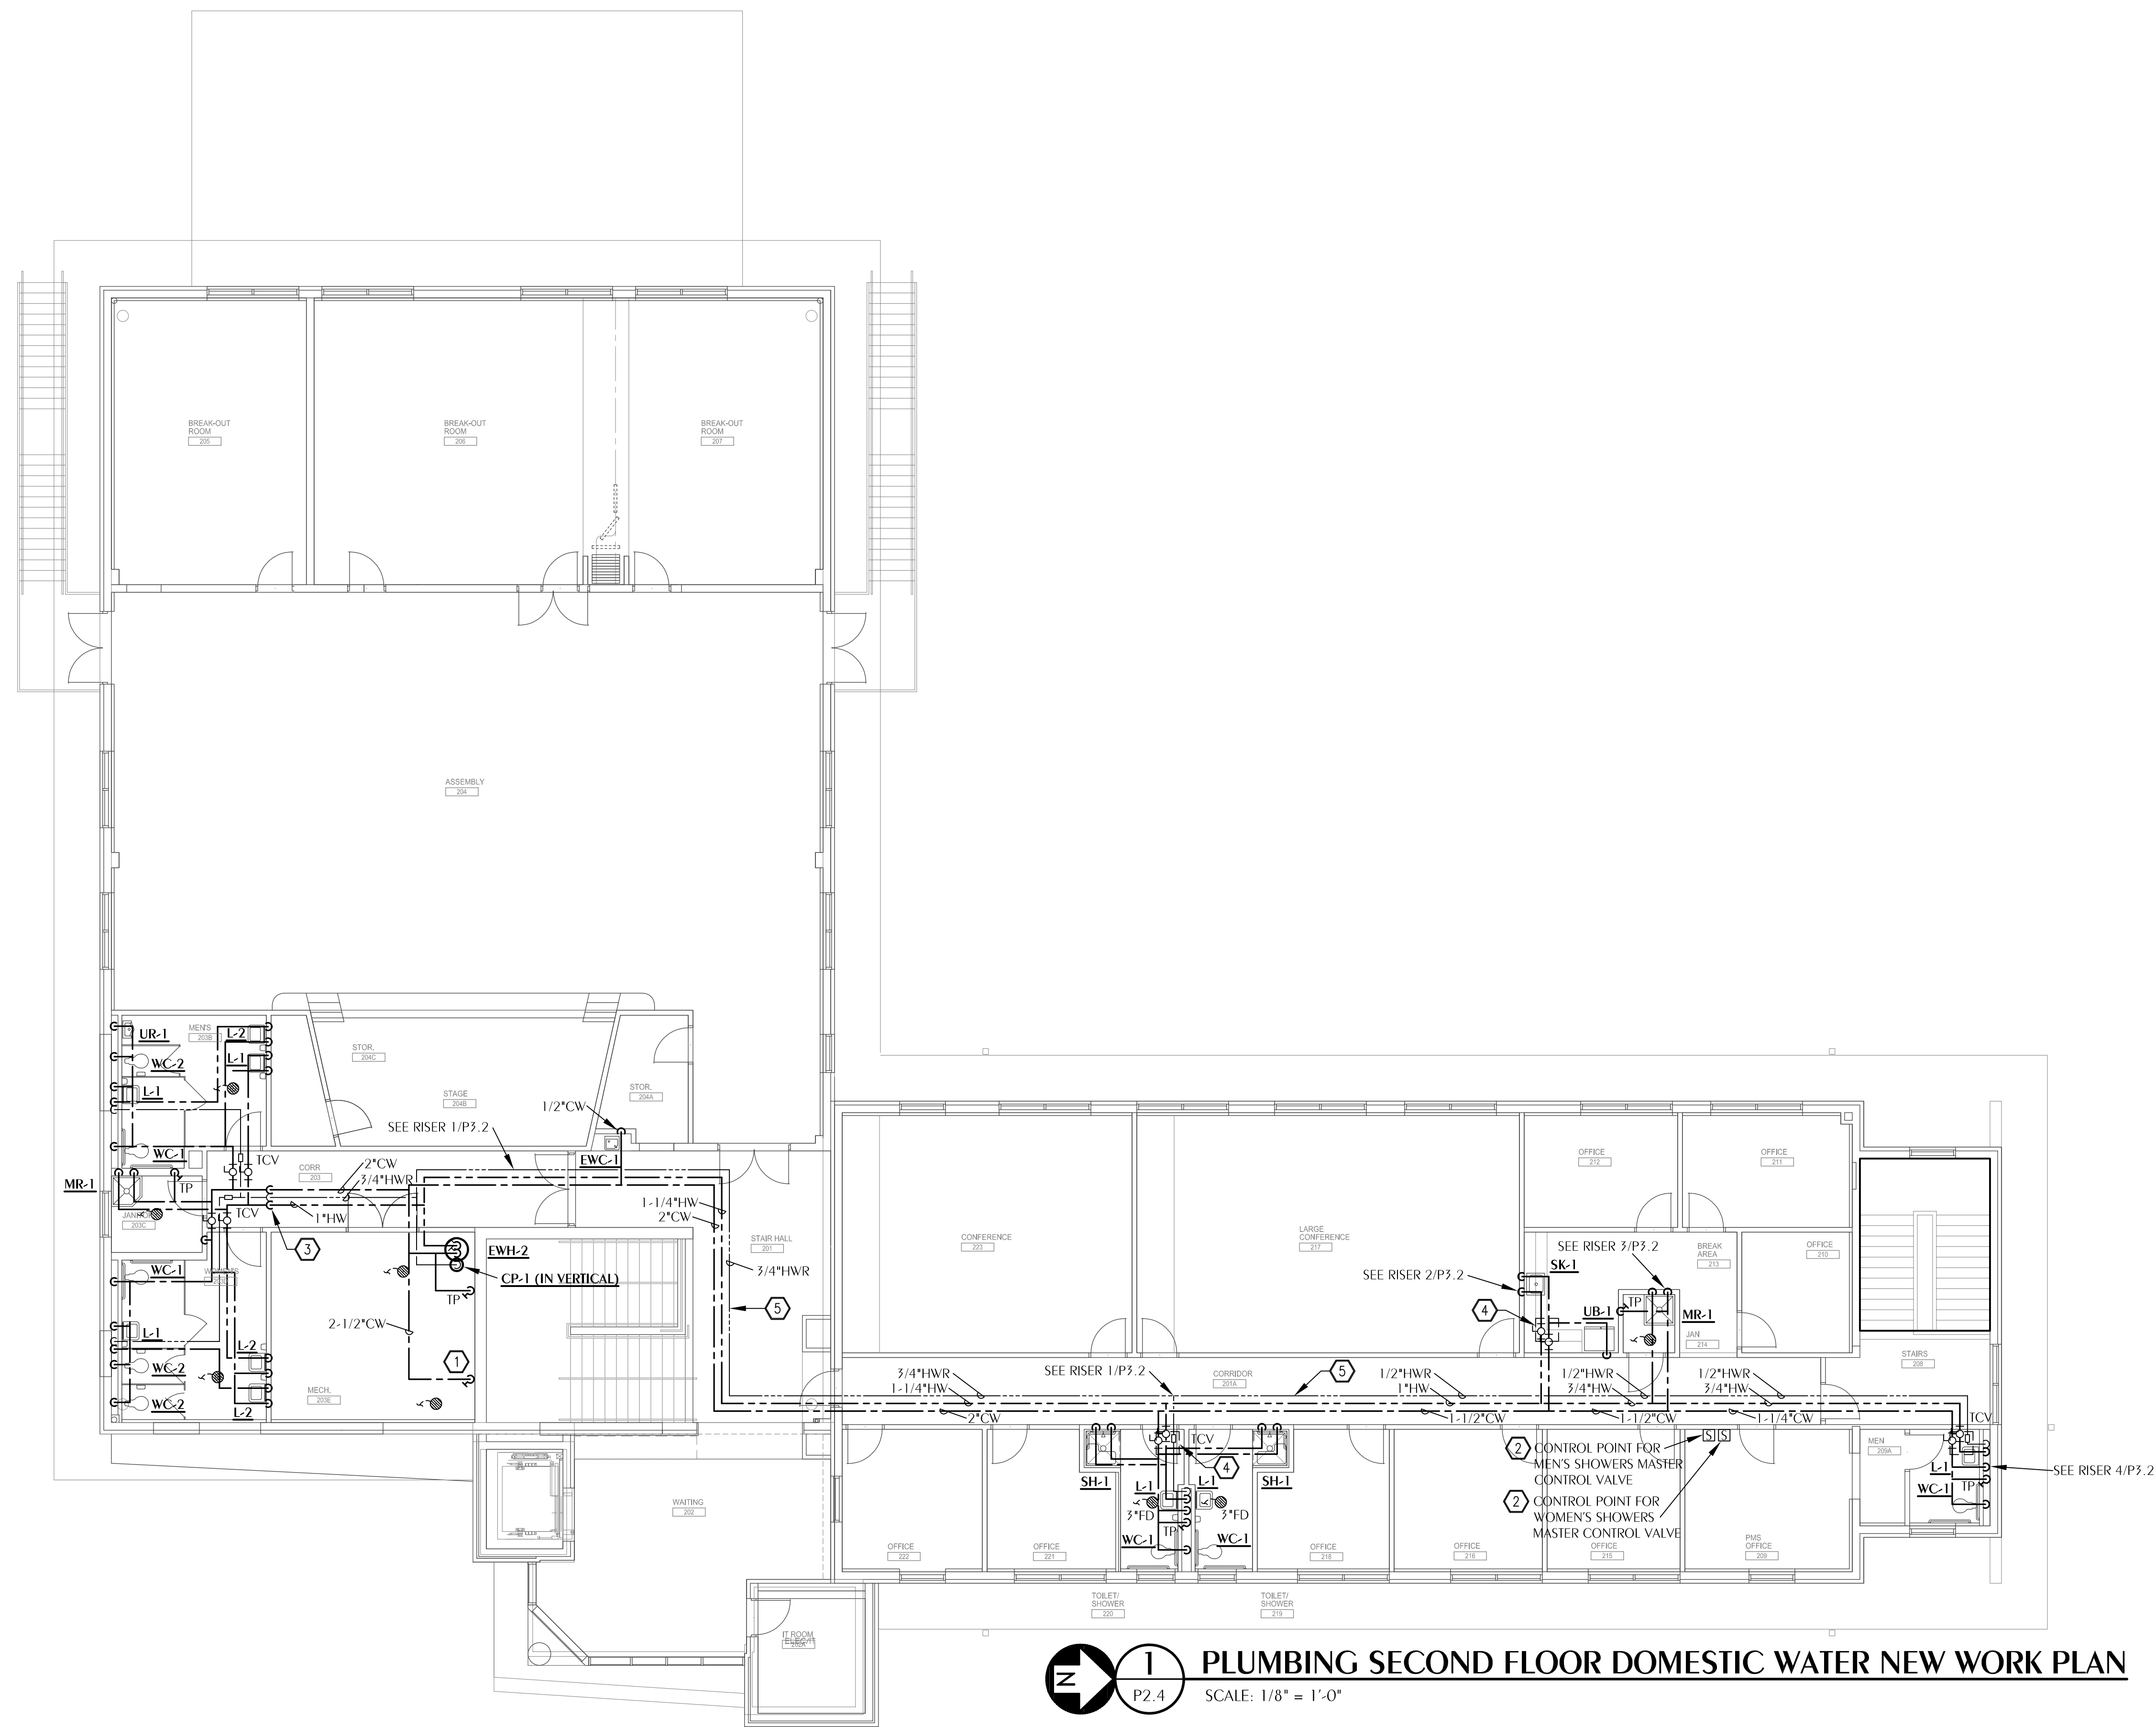 BREAK-OUT
ROOM
205
BREAK-OUT
ROOM
206
BREAK-OUT
ROOM
207
ASSEMBLY
204
MEN'S
203B
UR-1
L-2
WC-2
L-1
L-1
WC-1
TCV
MR-1
TP
203C
TCV
CORR
203
2"CW
3/4"HWR
1"HW
3
STOR.
204C
STAGE
204B
STOR.
204A
1/2"CW
SEE RISER 1/P3.2
EWC-1
1-1/4"HW
2"CW
STAIR HALL
201
3/4"HWR
5
EWH-2
CP-1 (IN VERTICAL)
TP
2-1/2"CW
1
MECH.
203E
WC-1
L-1
L-2
WC-2
WC-2
L-2
WAITING
202
IT ROOM
CONFERENCE
223
LARGE
CONFERENCE
217
OFFICE
212
OFFICE
211
SEE RISER 3/P3.2
BREAK
AREA
213
OFFICE
210
SEE RISER 2/P3.2
SK-1
4
UB-1
TP
MR-1
JAN
214
STAIRS
208
SEE RISER 1/P3.2
CORRIDOR
201A
5
3/4"HWR
1-1/4"HW
2"CW
1/2"HWR
1"HW
1-1/2"CW
1/2"HWR
3/4"HW
1-1/2"CW
1/2"HWR
3/4"HW
1-1/4"CW
TCV
TCV
4
SH-1
L-1
L-1
SH-1
3"FD
3"FD
TP
WC-1
WC-1
S
S
2
CONTROL POINT FOR
MEN'S SHOWERS MASTER
CONTROL VALVE
2
CONTROL POINT FOR
WOMEN'S SHOWERS
MASTER CONTROL VALVE
MEN
209A
L-1
TP
WC-1
SEE RISER 4/P3.2
OFFICE
222
OFFICE
221
OFFICE
218
OFFICE
216
OFFICE
215
PMS
OFFICE
209
TOILET/
SHOWER
220
TOILET/
SHOWER
219
N
1
P2.4
PLUMBING SECOND FLOOR DOMESTIC WATER NEW WORK PLAN
SCALE: 1/8" = 1'-0"